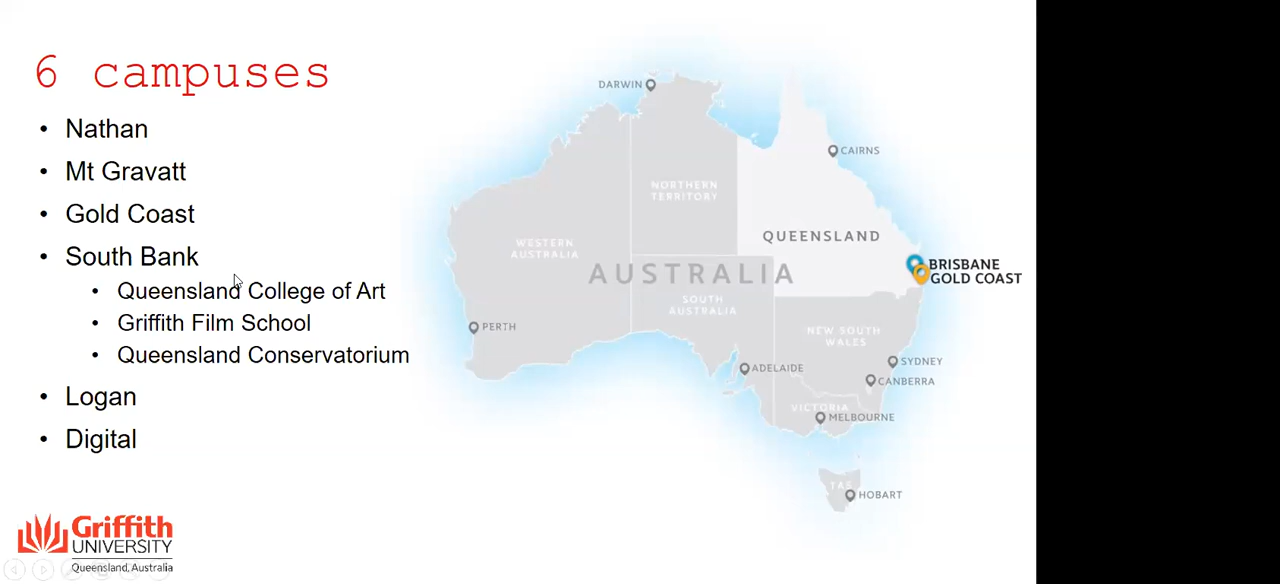 6 campuses
• Nathan
• Mt Gravatt
• Gold Coast
• South Bank
• Queensland College of Art
• Griffith Film School
• Queensland Conservatorium
• Logan
• Digital
Griffith
UNIVERSITY
Queensland, Australia
DARWIN
CAIRNS
NORTHERN
TERRITORY
QUEENSLAND
WESTERN
AUSTRALIA
AUSTRALIA
BRISBANE
GOLD COAST
SOUTH
AUSTRALIA
PERTH
NEW SOUTH
WALES
SYDNEY
ADELAIDE
CANBERRA
VICTORIA
MELBOURNE
TAS
HOBART